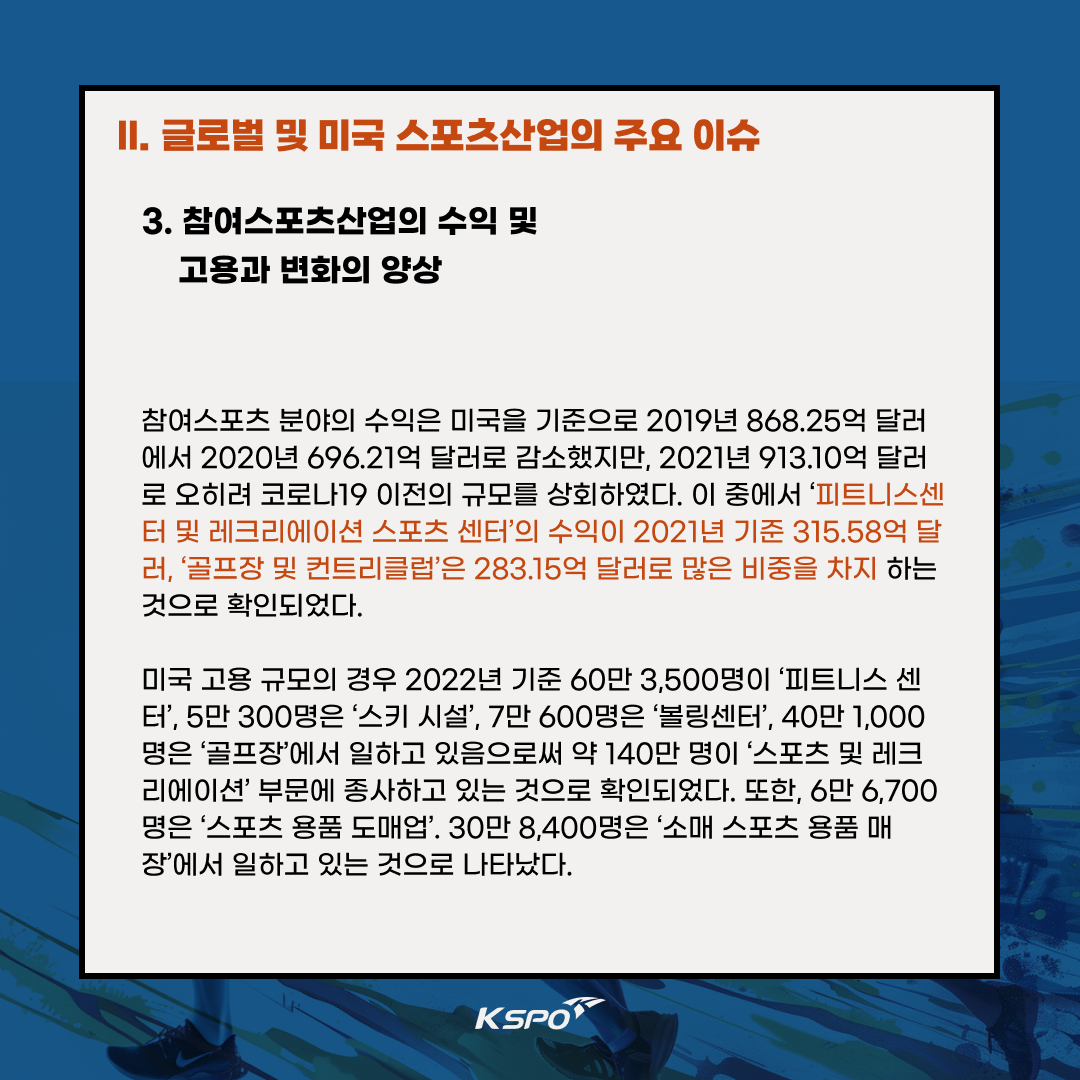 II. 글로벌 및 미국 스포츠산업의 주요 이슈
3. 참여스포츠산업의 수익 및
고용과 변화의 양상
참여스포츠 분야의 수익은 미국을 기준으로 2019년 868.25억 달러
에서 2020년 696.21억 달러로 감소했지만, 2021년 913.10억 달러
로 오히려 코로나19 이전의 규모를 상회하였다. 이 중에서 ‘피트니스센
터 및 레크리에이션 스포츠 센터’의 수익이 2021년 기준 315.58억 달
러, ‘골프장 및 컨트리클럽’은 283.15억 달러로 많은 비중을 차지 하는
것으로 확인되었다.
미국 고용 규모의 경우 2022년 기준 60만 3,500명이 ‘피트니스 센
터’, 5만 300명은 ‘스키 시설’, 7만 600명은 ‘볼링센터’, 40만 1,000
명은 ‘골프장’에서 일하고 있음으로써 약 140만 명이 ‘스포츠 및 레크
리에이션’ 부문에 종사하고 있는 것으로 확인되었다. 또한, 6만 6,700
명은 ‘스포츠 용품 도매업’. 30만 8,400명은 ‘소매 스포츠 용품 매
장’에서 일하고 있는 것으로 나타났다.
KSPO